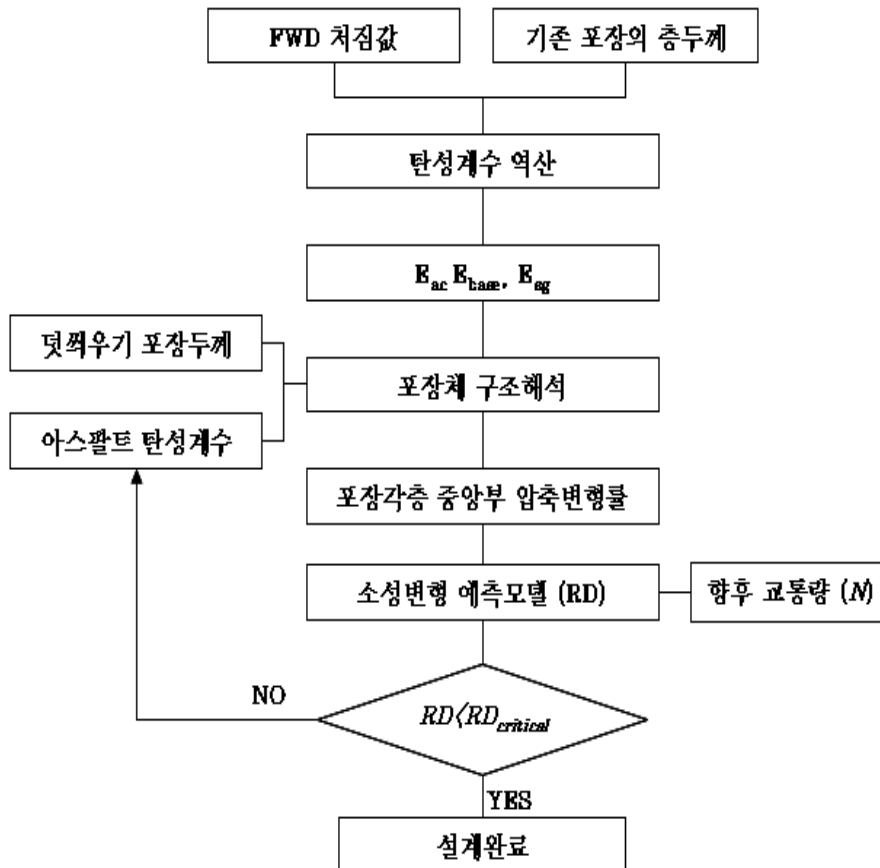 FWD 처짐값
기존 포장의 층두께
탄성계수 역산
E_ac E_base, E_sg
덧씌우기 포장두께
포장체 구조해석
아스팔트 탄성계수
포장각층 중앙부 압축변형률
소성변형 예측모델 (RD)
향후 교통량 (N)
NO
RD<RD_critical
YES
설계완료